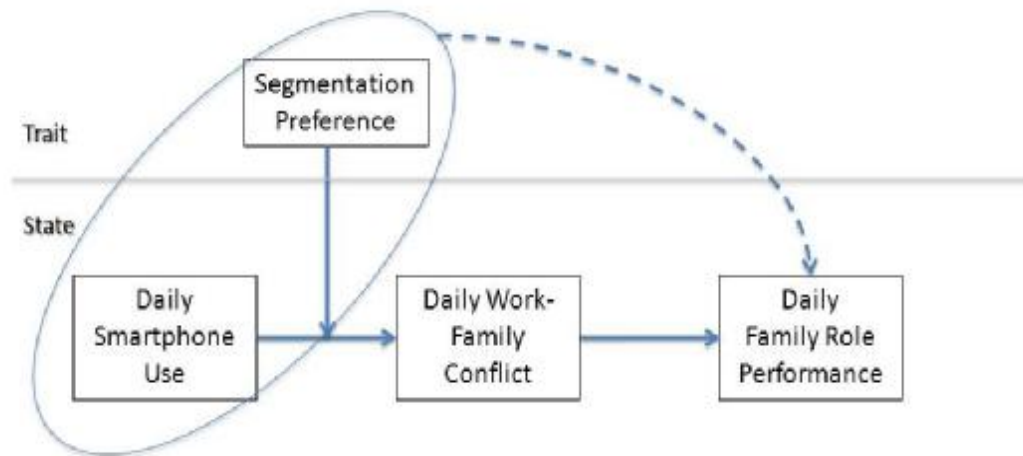 Segmentation
Preference
Trait
State
Daily
Smartphone
Use
Daily Work-
Family
Conflict
Daily
Family Role
Performance